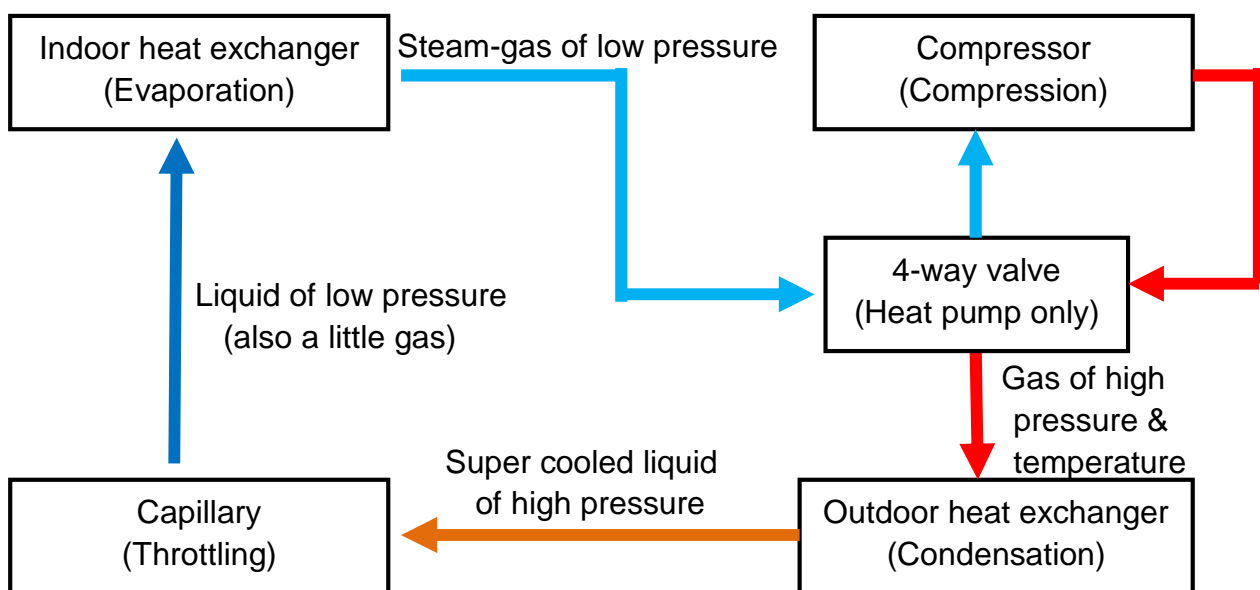 Indoor heat exchanger
(Evaporation)
Steam-gas of low pressure
Compressor
(Compression)
4-way valve
(Heat pump only)
Liquid of low pressure
(also a little gas)
Gas of high
pressure &
temperature
Super cooled liquid
of high pressure
Capillary
(Throttling)
Outdoor heat exchanger
(Condensation)